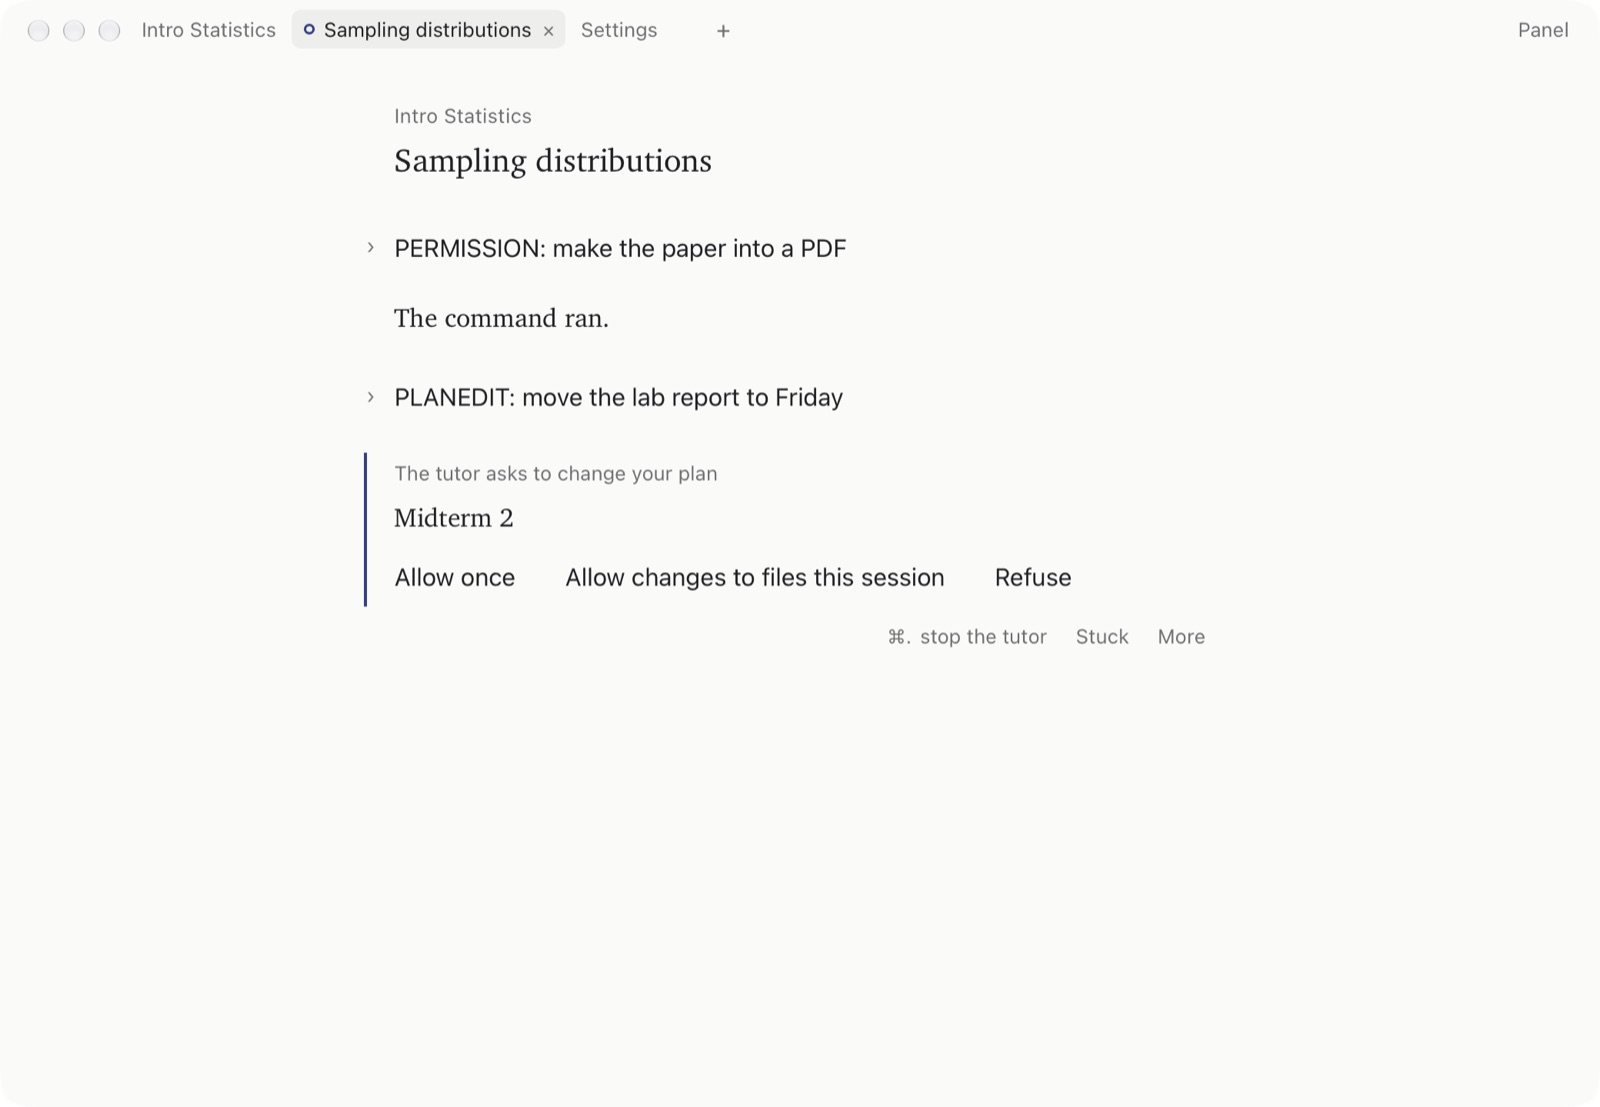 Intro Statistics
Sampling distributions ×
Settings
+
Panel
Intro Statistics
Sampling distributions
› PERMISSION: make the paper into a PDF
The command ran.
› PLANEDIT: move the lab report to Friday
The tutor asks to change your plan
Midterm 2
Allow once
Allow changes to files this session
Refuse
⌘. stop the tutor
Stuck
More